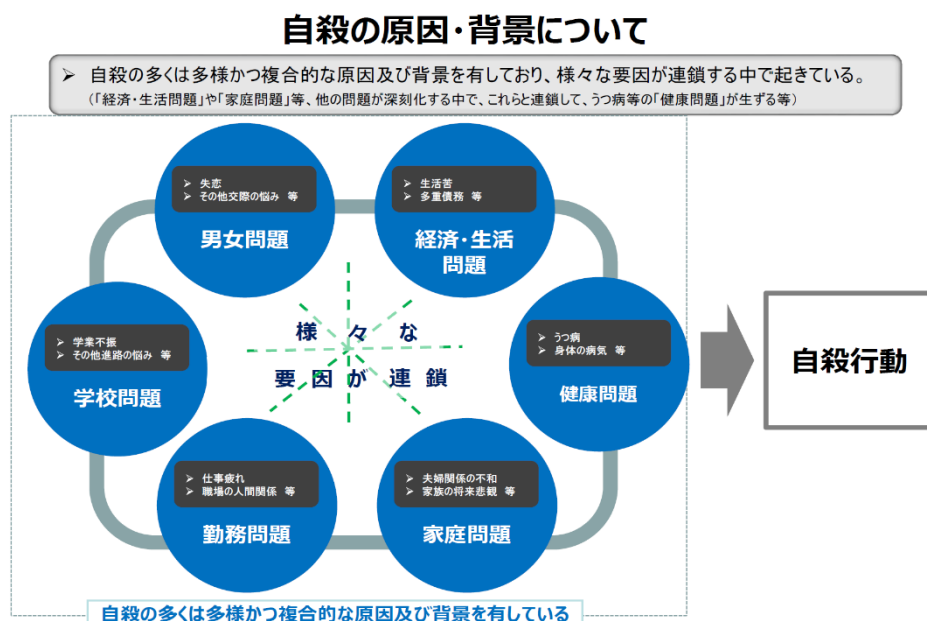 自殺の原因･背景について
➢ 自殺の多くは多様かつ複合的な原因及び背景を有しており、様々な要因が連鎖する中で起きている。
(｢経済･生活問題｣や｢家庭問題｣等、他の問題が深刻化する中で、これらと連鎖して、うつ病等の｢健康問題｣が生ずる等)
➢ 失恋
➢ その他交際の悩み 等
男女問題
➢ 生活苦
➢ 多重債務 等
経済･生活
問題
➢ 学業不振
➢ その他進路の悩み 等
学校問題
様々な
要因が連鎖
➢ うつ病
➢ 身体の病気 等
健康問題
自殺行動
➢ 仕事疲れ
➢ 職場の人間関係 等
勤務問題
➢ 夫婦関係の不和
➢ 家族の将来悲観 等
家庭問題
自殺の多くは多様かつ複合的な原因及び背景を有している